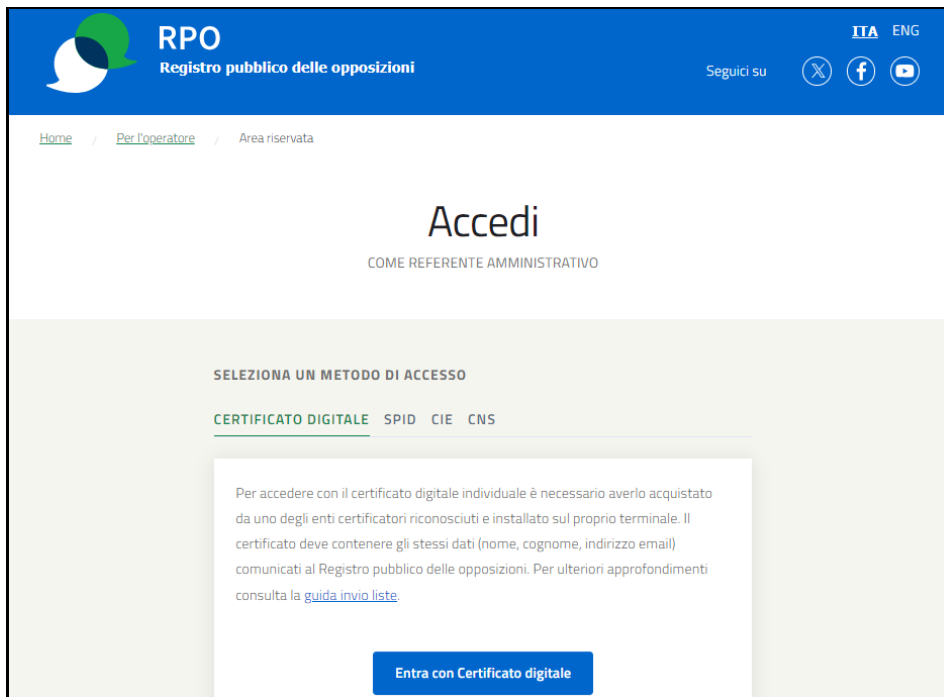 RPO
Registro pubblico delle opposizioni
ITA ENG
Seguici su
Home / Per l'operatore / Area riservata
Accedi
COME REFERENTE AMMINISTRATIVO
SELEZIONA UN METODO DI ACCESSO
CERTIFICATO DIGITALE SPID CIE CNS
Per accedere con il certificato digitale individuale è necessario averlo acquistato
da uno degli enti certificatori riconosciuti e installato sul proprio terminale. Il
certificato deve contenere gli stessi dati (nome, cognome, indirizzo email)
comunicati al Registro pubblico delle opposizioni. Per ulteriori approfondimenti
consulta la guida invio liste.
Entra con Certificato digitale